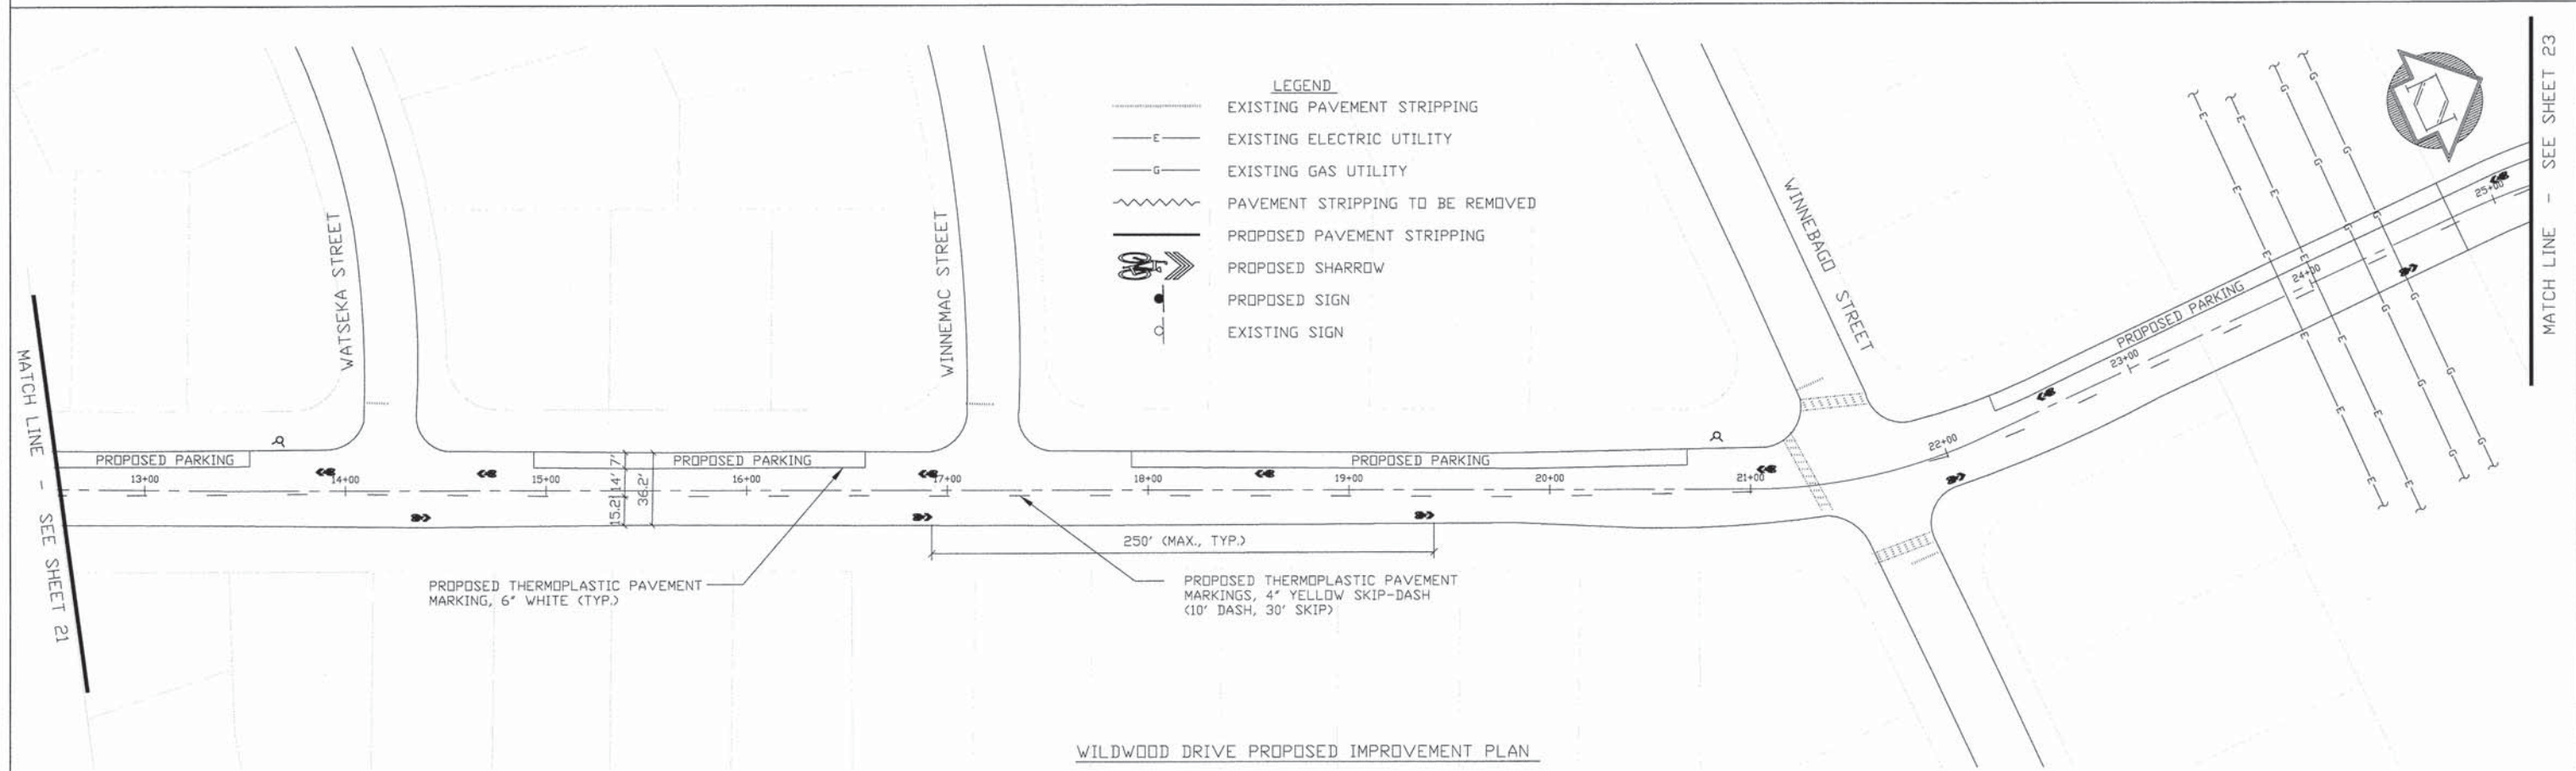 LEGEND
EXISTING PAVEMENT STRIPPING
E EXISTING ELECTRIC UTILITY
G EXISTING GAS UTILITY
PAVEMENT STRIPPING TO BE REMOVED
PROPOSED PAVEMENT STRIPPING
PROPOSED SHARROW
PROPOSED SIGN
EXISTING SIGN
MATCH LINE - SEE SHEET 21
WATSEKA STREET
WINNEMAC STREET
WINNEBAGO STREET
MATCH LINE - SEE SHEET 23
N
PROPOSED PARKING
PROPOSED PARKING
PROPOSED PARKING
PROPOSED PARKING
13+00
14+00
15+00
16+00
17+00
18+00
19+00
20+00
21+00
22+00
23+00
24+00
25+00
7'
14'
15.2'
36.2'
250' (MAX., TYP.)
PROPOSED THERMOPLASTIC PAVEMENT
MARKING, 6" WHITE (TYP.)
PROPOSED THERMOPLASTIC PAVEMENT
MARKINGS, 4" YELLOW SKIP-DASH
(10' DASH, 30' SKIP)
E E E E E E E E E E
G G G G G G G G G G
WILDWOOD DRIVE PROPOSED IMPROVEMENT PLAN